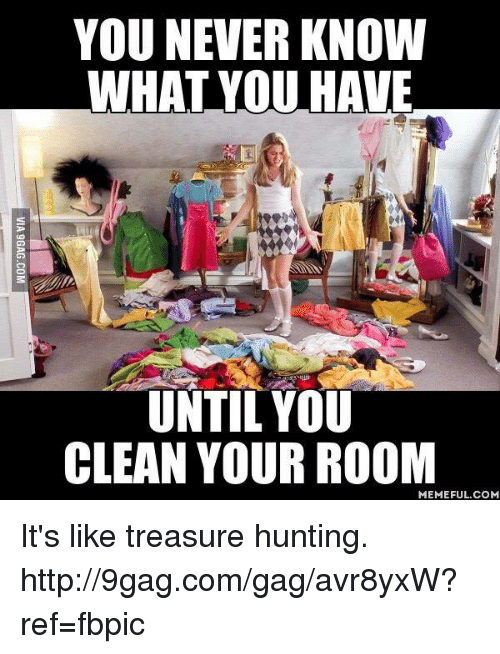 YOU NEVER KNOW
WHAT YOU HAVE
VIA 9GAG.COM
UNTIL YOU
CLEAN YOUR ROOM
MEMEFUL.COM
It's like treasure hunting.
http://9gag.com/gag/avr8yxW?
ref=fbpic